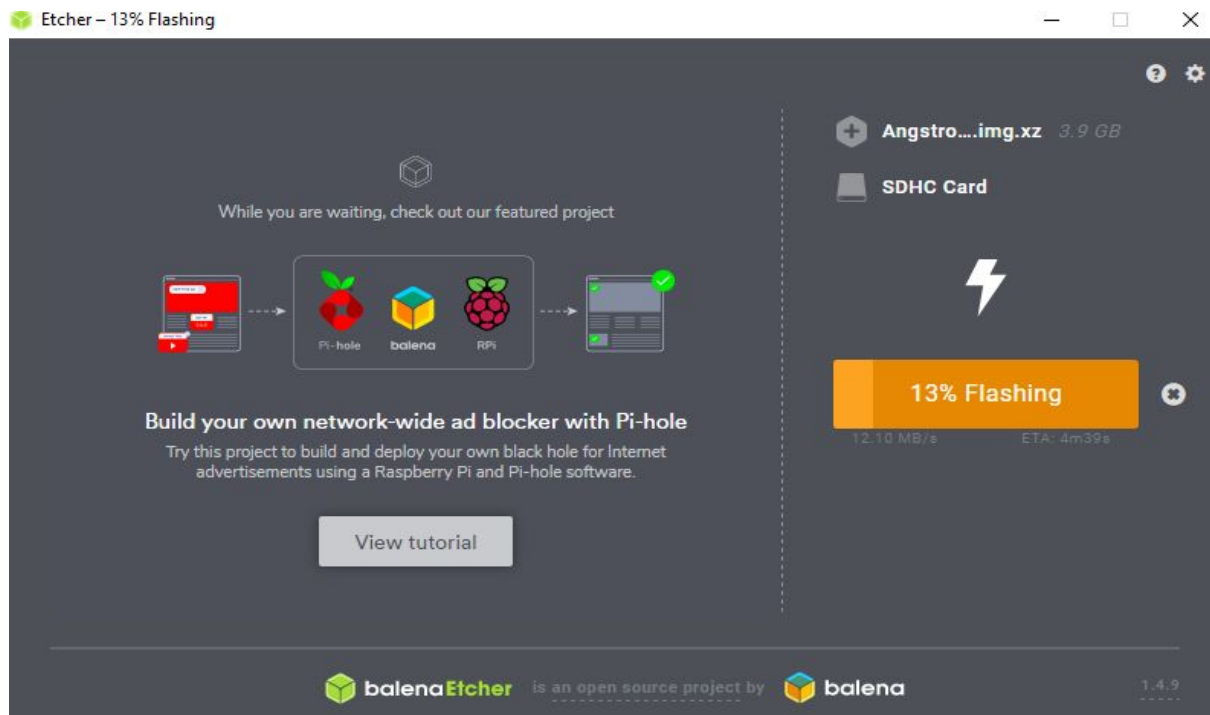 Etcher – 13% Flashing
While you are waiting, check out our featured project
Pi-hole balena RPi
Build your own network-wide ad blocker with Pi-hole
Try this project to build and deploy your own black hole for Internet
advertisements using a Raspberry Pi and Pi-hole software.
View tutorial
Angstro....img.xz 3.9 GB
SDHC Card
13% Flashing
12.10 MB/s ETA: 4m39s
balenaEtcher is an open source project by balena 1.4.9